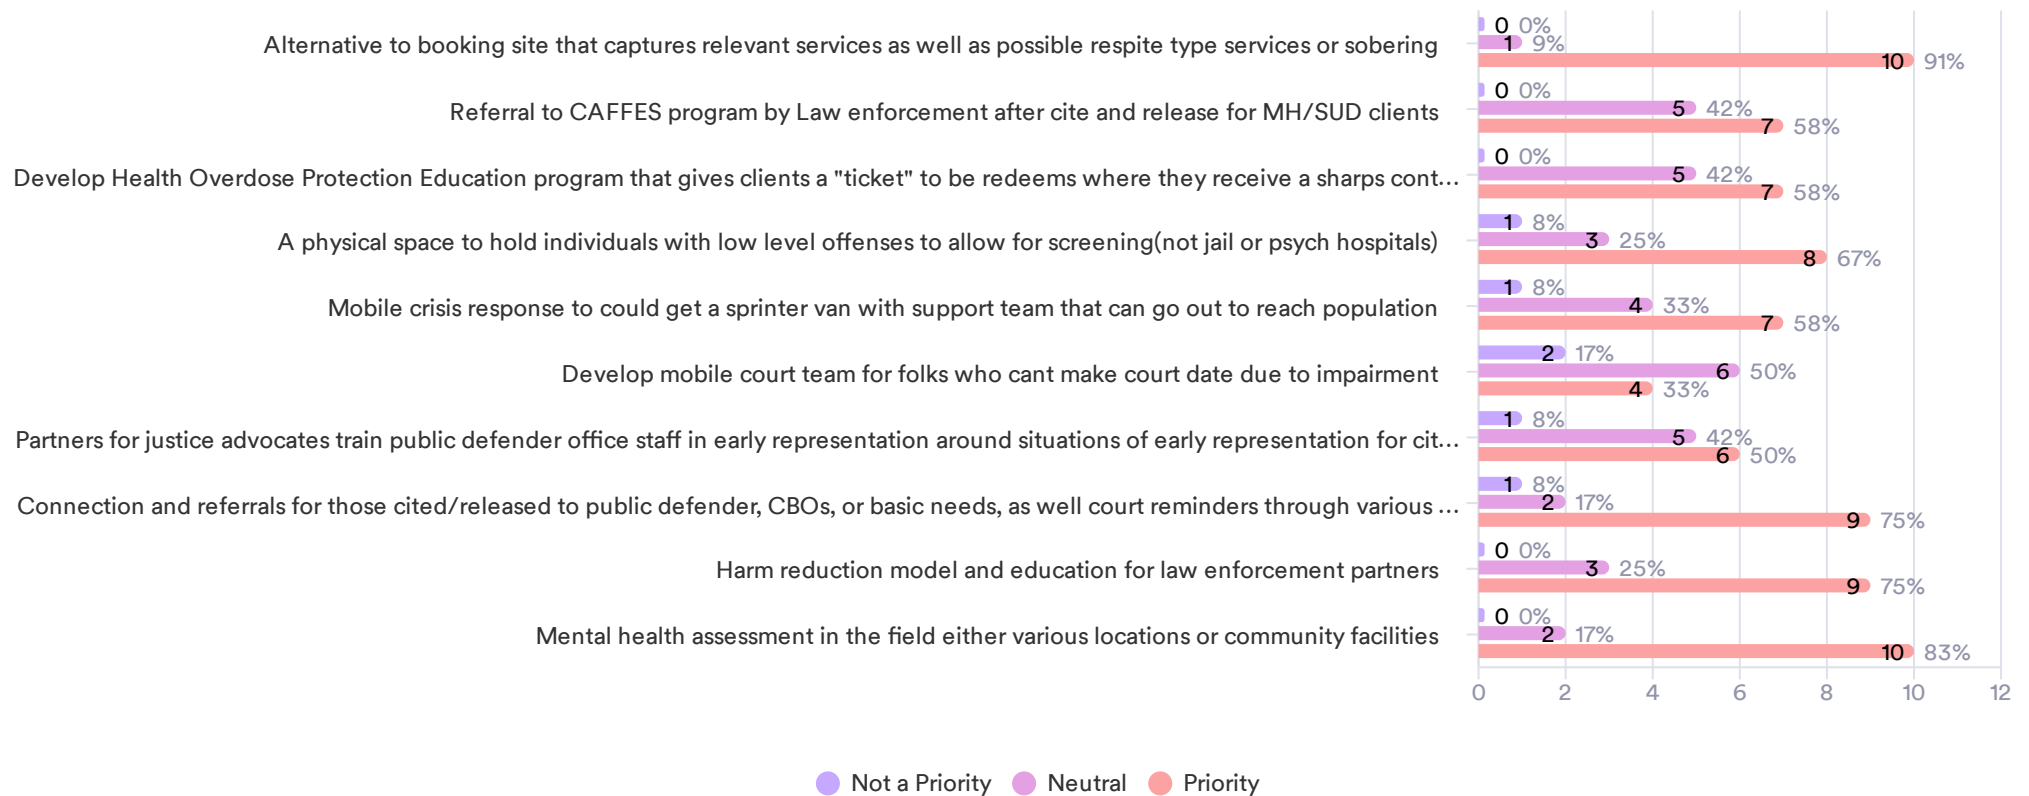 0 0%
Alternative to booking site that captures relevant services as well as possible respite type services or sobering
1 9%
10 91%
0 0%
Referral to CAFFES program by Law enforcement after cite and release for MH/SUD clients
5 42%
7 58%
0 0%
Develop Health Overdose Protection Education program that gives clients a "ticket" to be redeems where they receive a sharps cont...
5 42%
7 58%
1 8%
A physical space to hold individuals with low level offenses to allow for screening(not jail or psych hospitals)
3 25%
8 67%
1 8%
Mobile crisis response to could get a sprinter van with support team that can go out to reach population
4 33%
7 58%
2 17%
Develop mobile court team for folks who cant make court date due to impairment
6 50%
4 33%
1 8%
Partners for justice advocates train public defender office staff in early representation around situations of early representation for cit...
5 42%
6 50%
1 8%
Connection and referrals for those cited/released to public defender, CBOs, or basic needs, as well court reminders through various ...
2 17%
9 75%
0 0%
Harm reduction model and education for law enforcement partners
3 25%
9 75%
0 0%
Mental health assessment in the field either various locations or community facilities
2 17%
10 83%
0 2 4 6 8 10 12
Not a Priority Neutral Priority